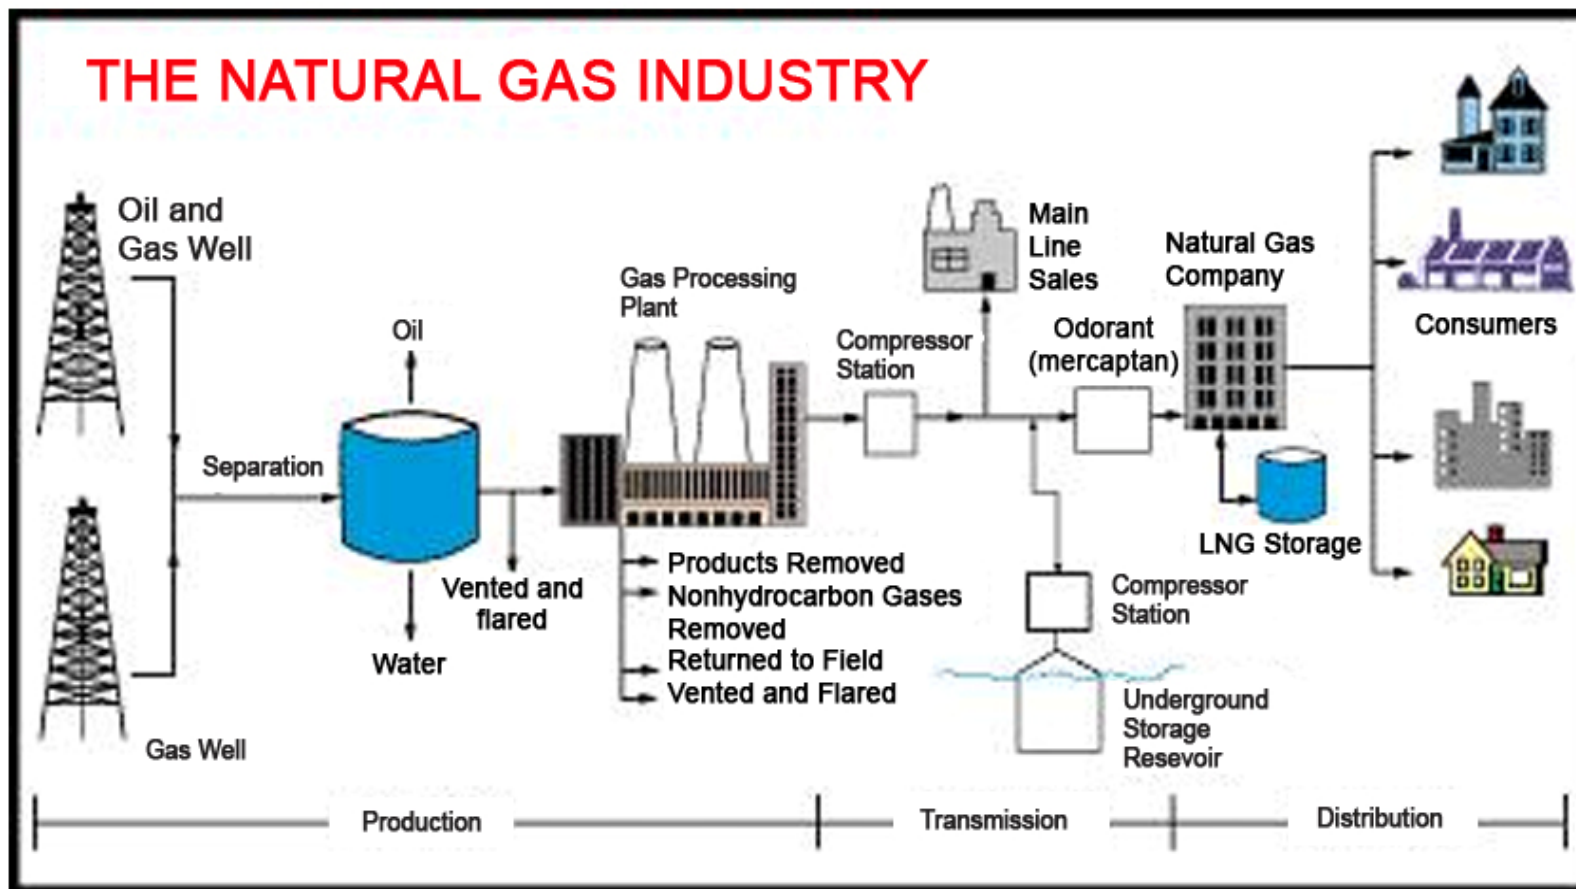 THE NATURAL GAS INDUSTRY
Oil and
Gas Well
Gas Well
Separation
Oil
Water
Vented and
flared
Gas Processing
Plant
Products Removed
Nonhydrocarbon Gases
Removed
Returned to Field
Vented and Flared
Compressor
Station
Main
Line
Sales
Odorant
(mercaptan)
Compressor
Station
Underground
Storage
Resevoir
Natural Gas
Company
LNG Storage
Consumers
Production
Transmission
Distribution